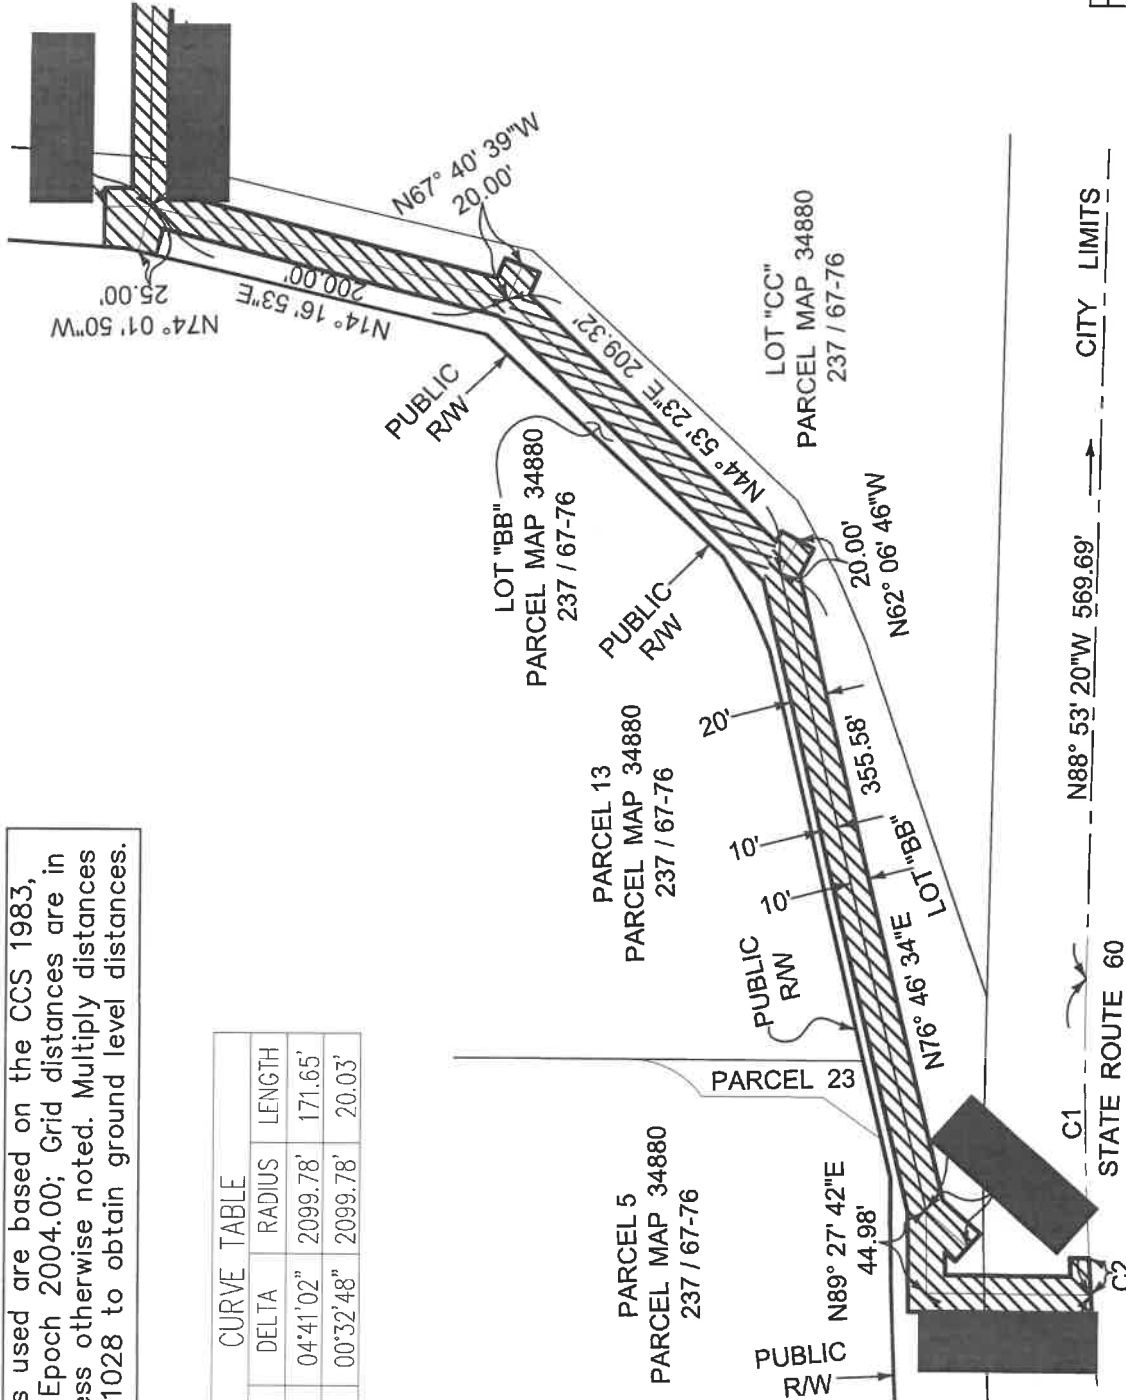 s used are based on the CCS 1983,
Epoch 2004.00; Grid distances are in
ess otherwise noted. Multiply distances
1028 to obtain ground level distances.
CURVE TABLE
DELTA RADIUS LENGTH
04°41'02" 2099.78' 171.65'
00°32'48" 2099.78' 20.03'
N74° 01' 50"W
25.00'
N14° 16' 53"E
200.00'
N67° 40' 39"W
20.00'
PUBLIC
R/W
LOT "BB"
PARCEL MAP 34880
237 / 67-76
N44° 53' 23"E 209.32'
LOT "CC"
PARCEL MAP 34880
237 / 67-76
PUBLIC
R/W
20.00'
N62° 06' 46"W
PARCEL 13
PARCEL MAP 34880
237 / 67-76
20'
10'
10'
355.58'
LOT "BB"
N76° 46' 34"E
PUBLIC
R/W
PARCEL 23
PARCEL 5
PARCEL MAP 34880
237 / 67-76
N89° 27' 42"E
44.98'
PUBLIC
R/W
N88° 53' 20"W 569.69'
CITY LIMITS
C1
STATE ROUTE 60
C2